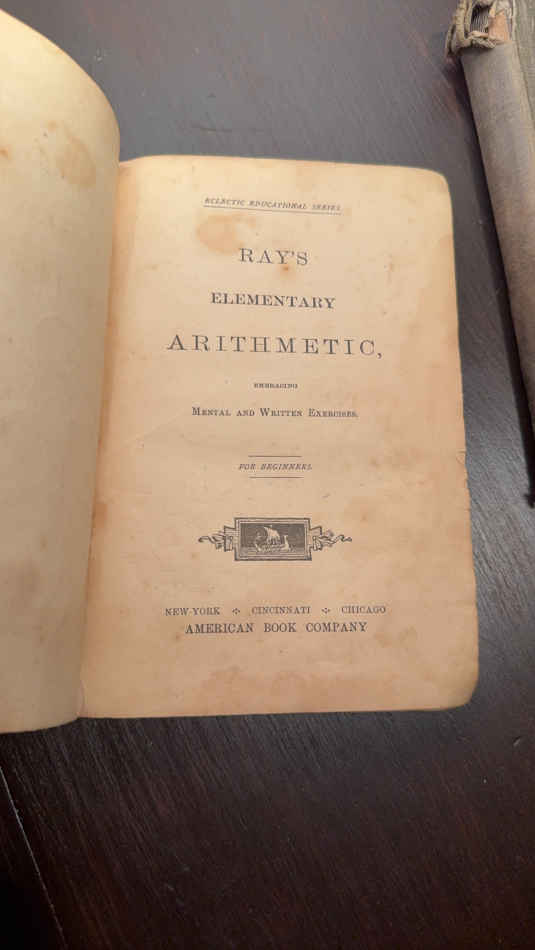 ECLECTIC EDUCATIONAL SERIES.
RAY'S
ELEMENTARY
ARITHMETIC,
EMBRACING
MENTAL AND WRITTEN EXERCISES.
FOR BEGINNERS.
NEW-YORK ⁘ CINCINNATI ⁘ CHICAGO
AMERICAN BOOK COMPANY